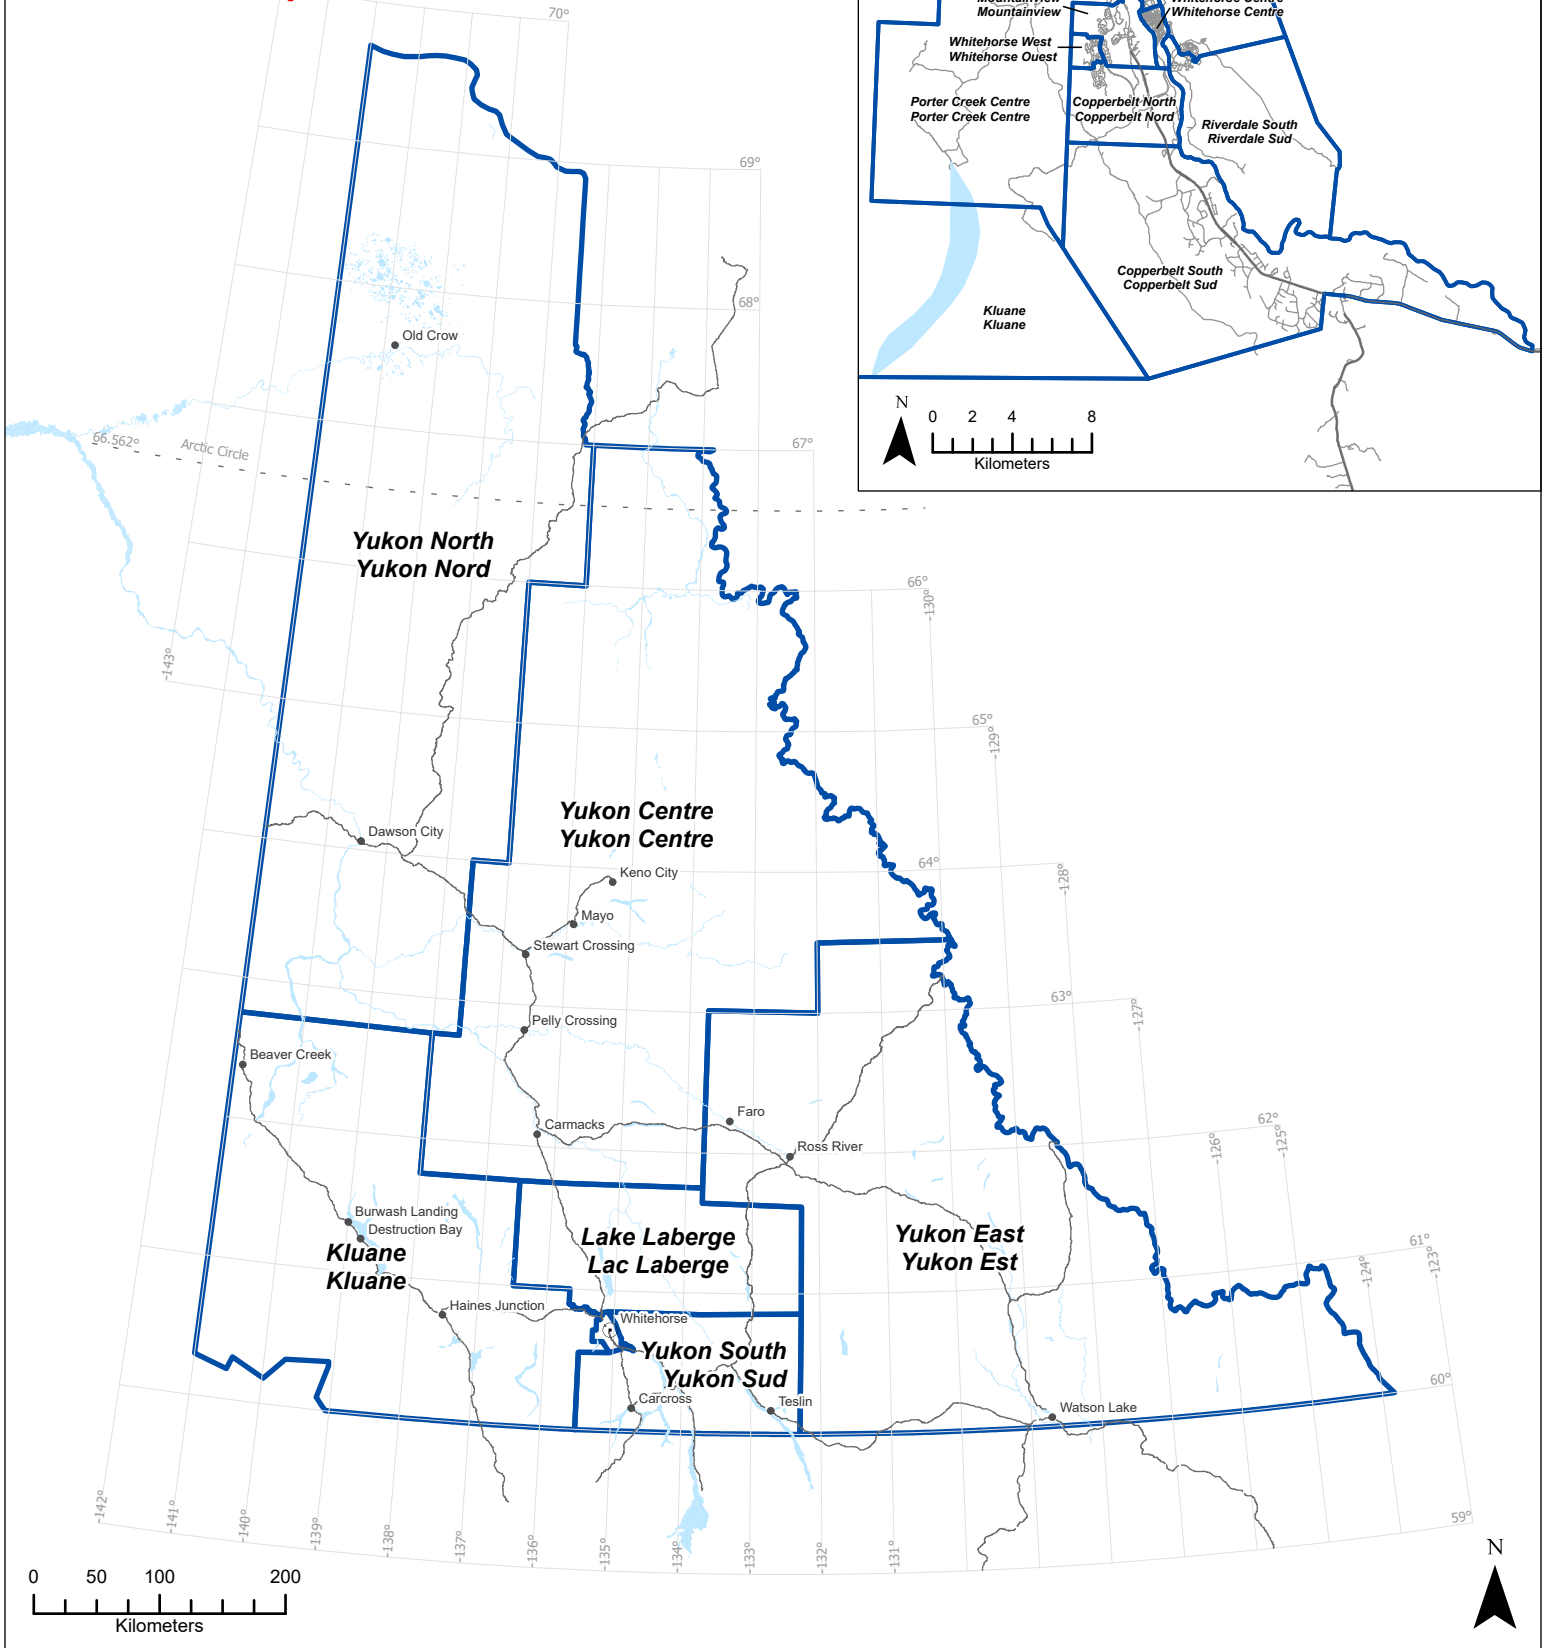 70°
69°
68°
67°
66°
-130°
65°
-129°
64°
-128°
63°
-127°
62°
-126°
-125°
61°
-124°
-123°
60°
59°
-143°
66.562°
Arctic Circle
Old Crow
Yukon North
Yukon Nord
Yukon Centre
Yukon Centre
Dawson City
Keno City
Mayo
Stewart Crossing
Pelly Crossing
Beaver Creek
Carmacks
Faro
Ross River
Burwash Landing
Destruction Bay
Kluane
Kluane
Lake Laberge
Lac Laberge
Yukon East
Yukon Est
Haines Junction
Whitehorse
Yukon South
Yukon Sud
Carcross
Teslin
Watson Lake
-142°
-141°
-140°
-139°
-138°
-137°
-136°
-135°
-134°
-133°
-132°
-131°
0 50 100 200
Kilometers
N
Mountainview
Whitehorse Centre
Whitehorse West
Whitehorse Ouest
Porter Creek Centre
Porter Creek Centre
Copperbelt North
Copperbelt Nord
Riverdale South
Riverdale Sud
Copperbelt South
Copperbelt Sud
Kluane
Kluane
N
0 2 4 8
Kilometers